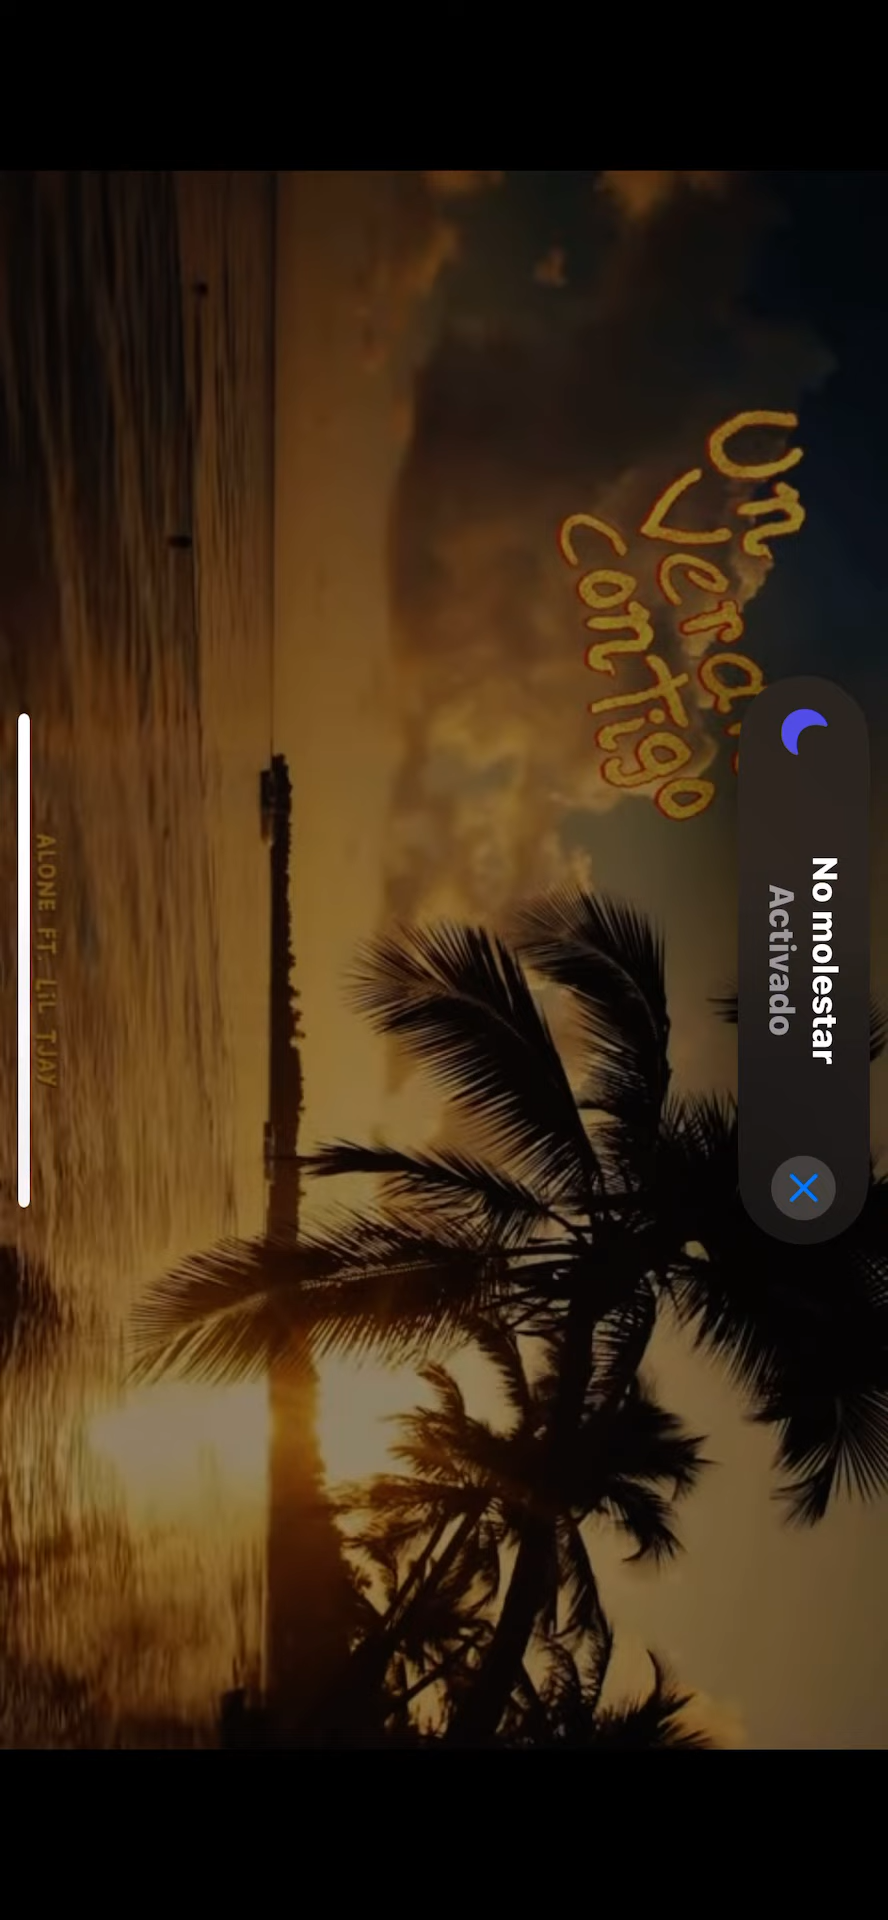 Un
Vera
contigo
No molestar
Activado
ALONE FT. LIL TJAY